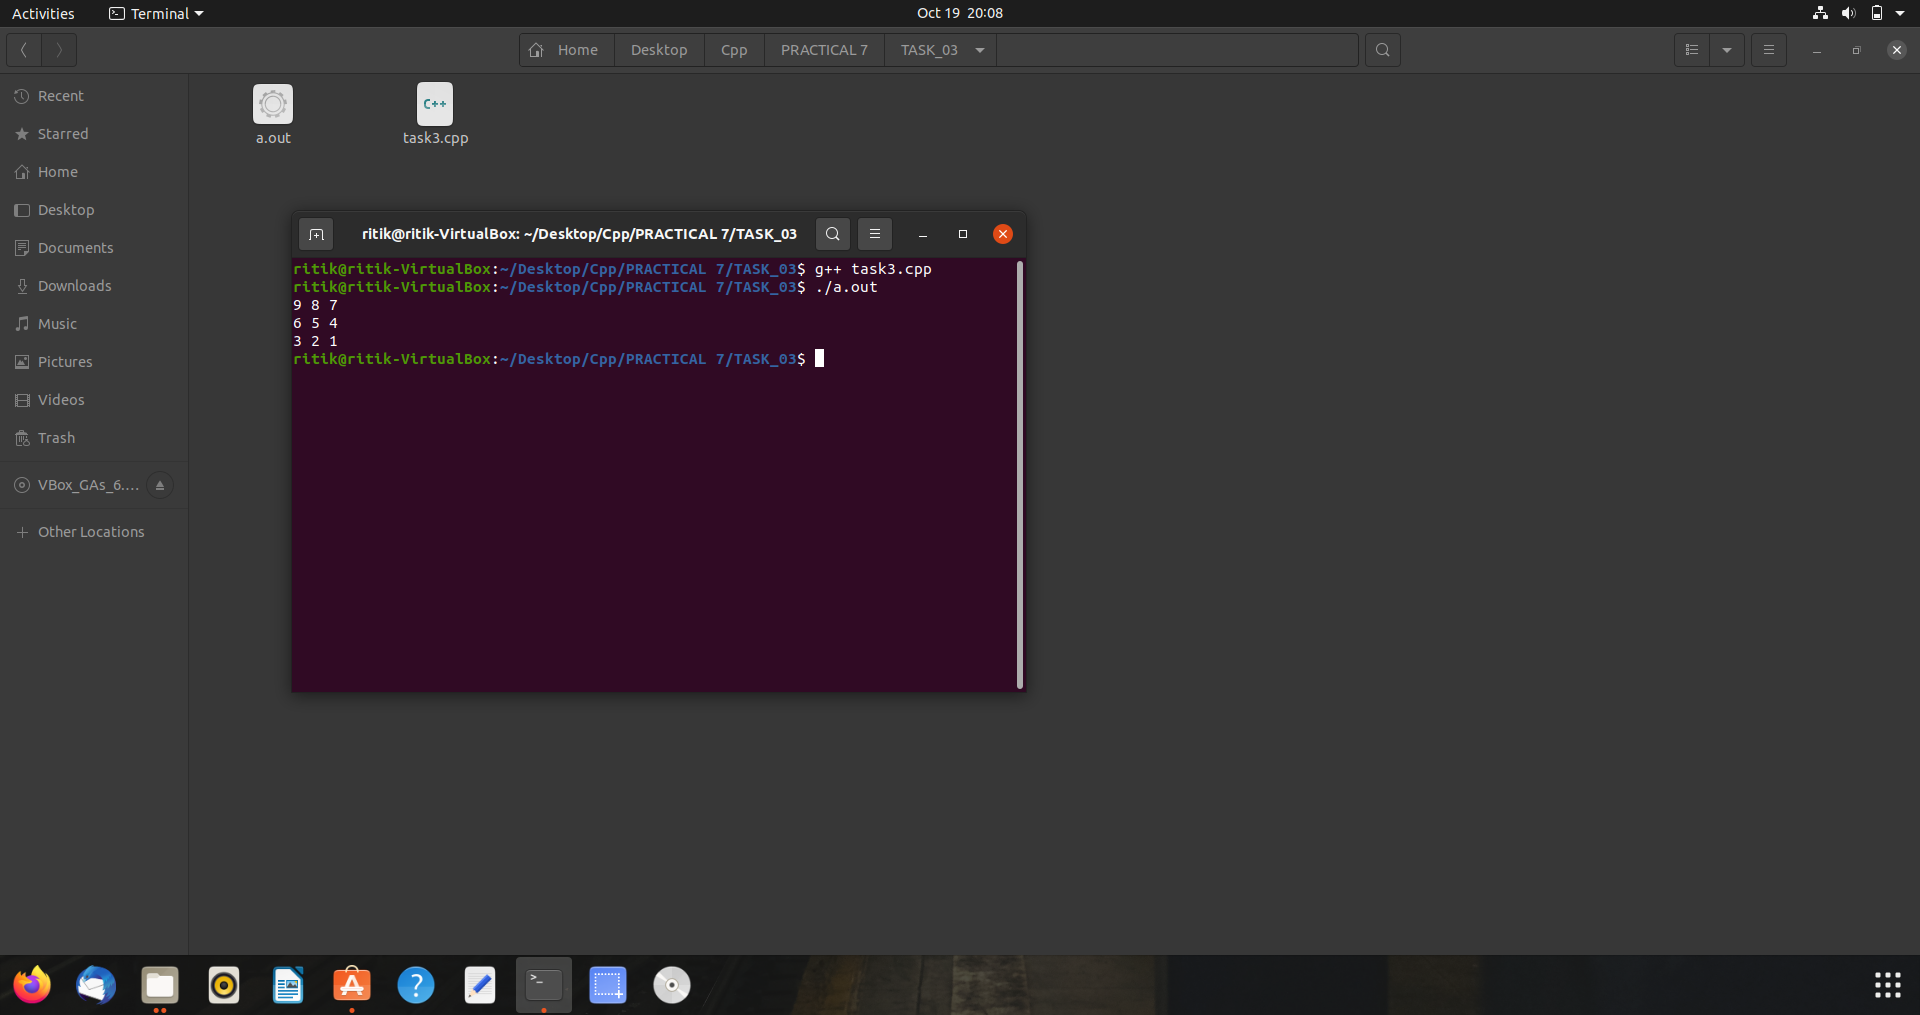 Activities
Terminal
Oct 19 20:08
Home
Desktop
Cpp
PRACTICAL 7
TASK_03
Recent
Starred
Home
Desktop
Documents
Downloads
Music
Pictures
Videos
Trash
VBox_GAs_6....
Other Locations
C++
a.out
task3.cpp
ritik@ritik-VirtualBox: ~/Desktop/Cpp/PRACTICAL 7/TASK_03
ritik@ritik-VirtualBox:~/Desktop/Cpp/PRACTICAL 7/TASK_03$ g++ task3.cpp
ritik@ritik-VirtualBox:~/Desktop/Cpp/PRACTICAL 7/TASK_03$ ./a.out
9 8 7
6 5 4
3 2 1
ritik@ritik-VirtualBox:~/Desktop/Cpp/PRACTICAL 7/TASK_03$